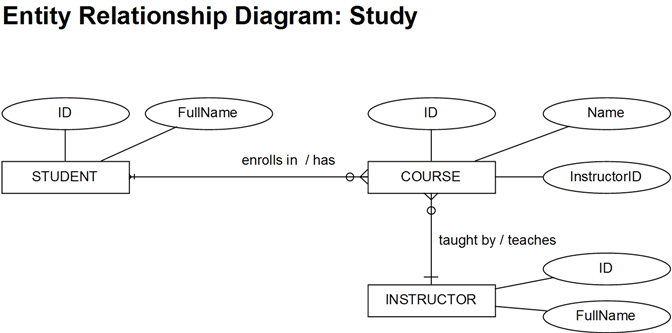 Entity Relationship Diagram: Study
ID
FullName
ID
Name
enrolls in / has
STUDENT
COURSE
InstructorID
taught by / teaches
ID
INSTRUCTOR
FullName